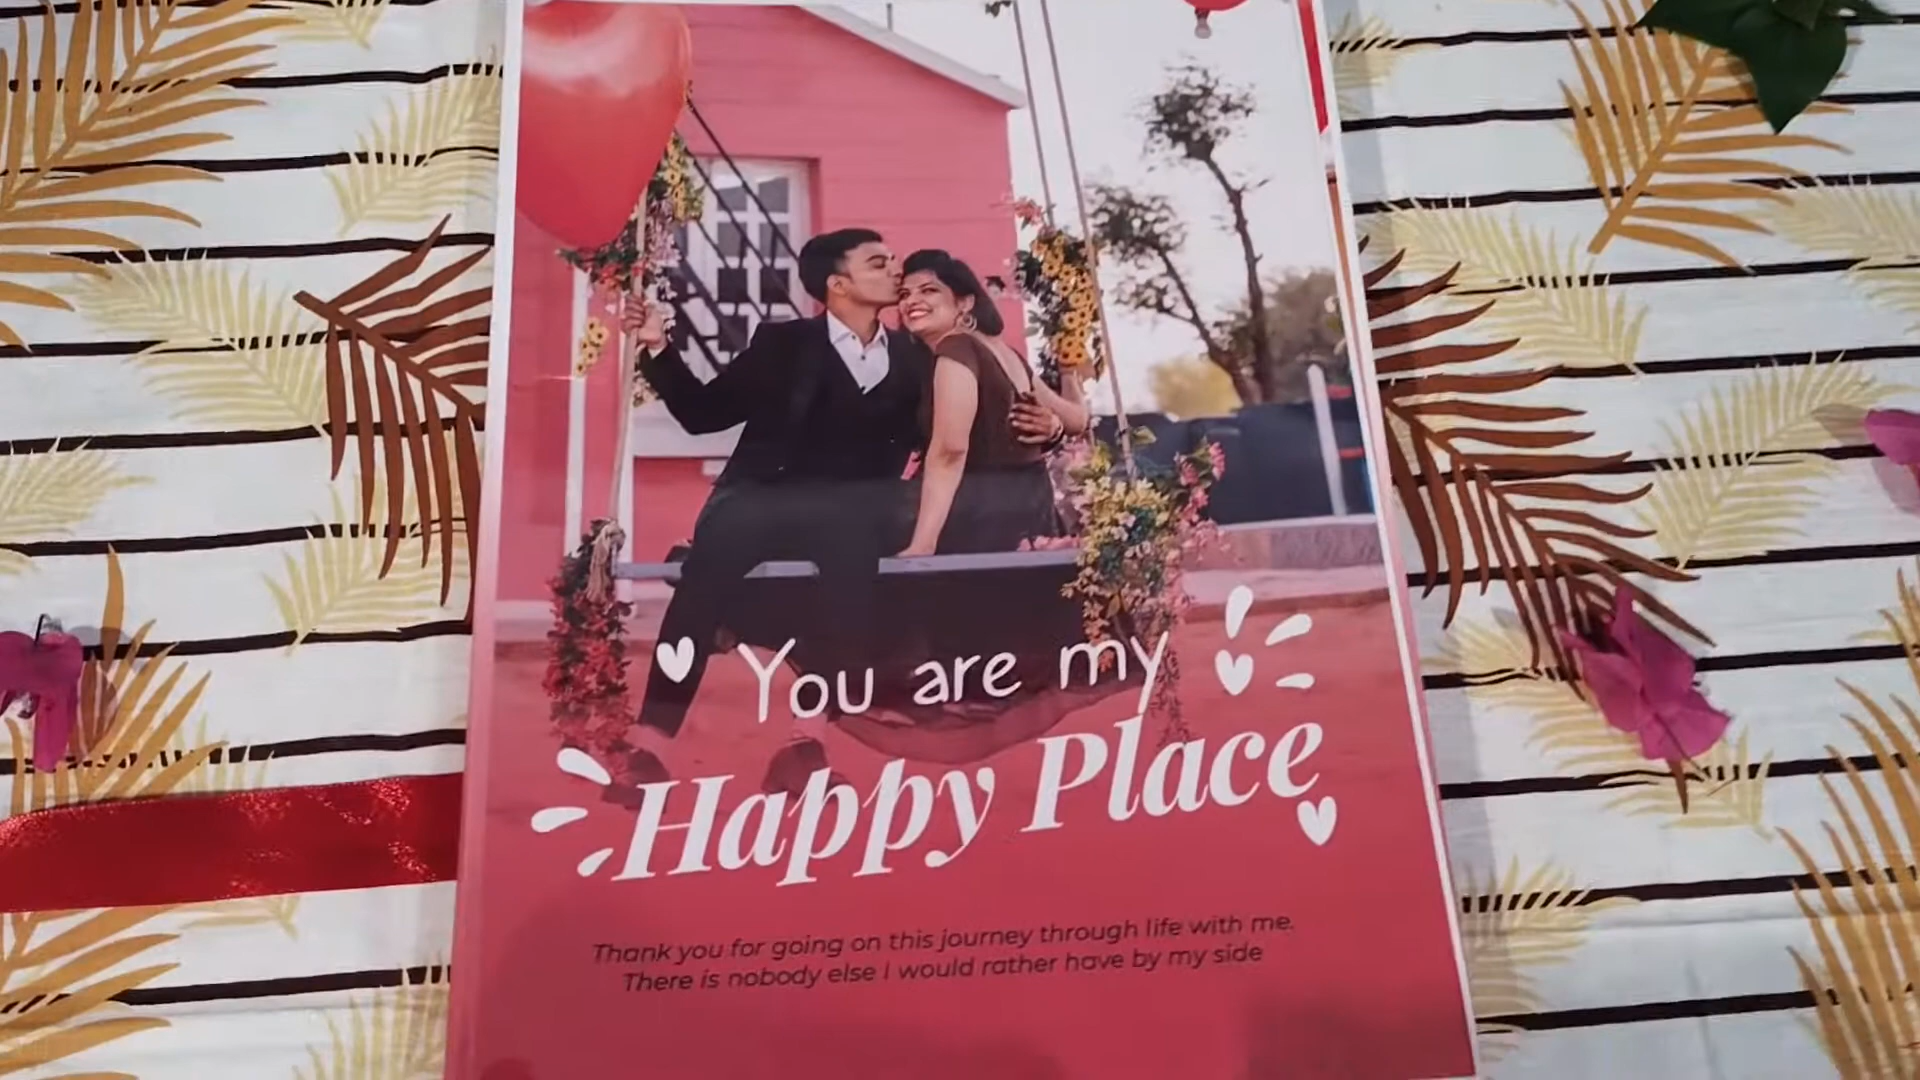 You are my
Happy Place
Thank you for going on this journey through life with me.
There is nobody else I would rather have by my side